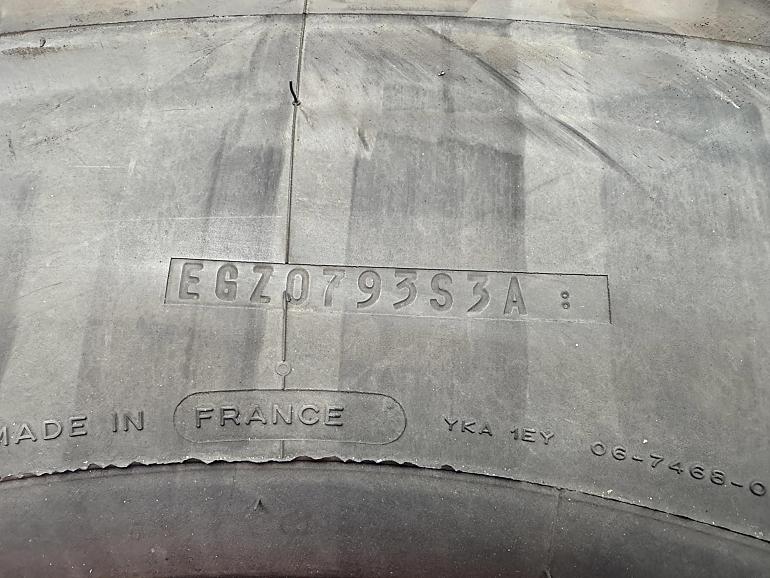 EGZ0793S3A :
MADE IN FRANCE YKA 1EY 06-7468-0